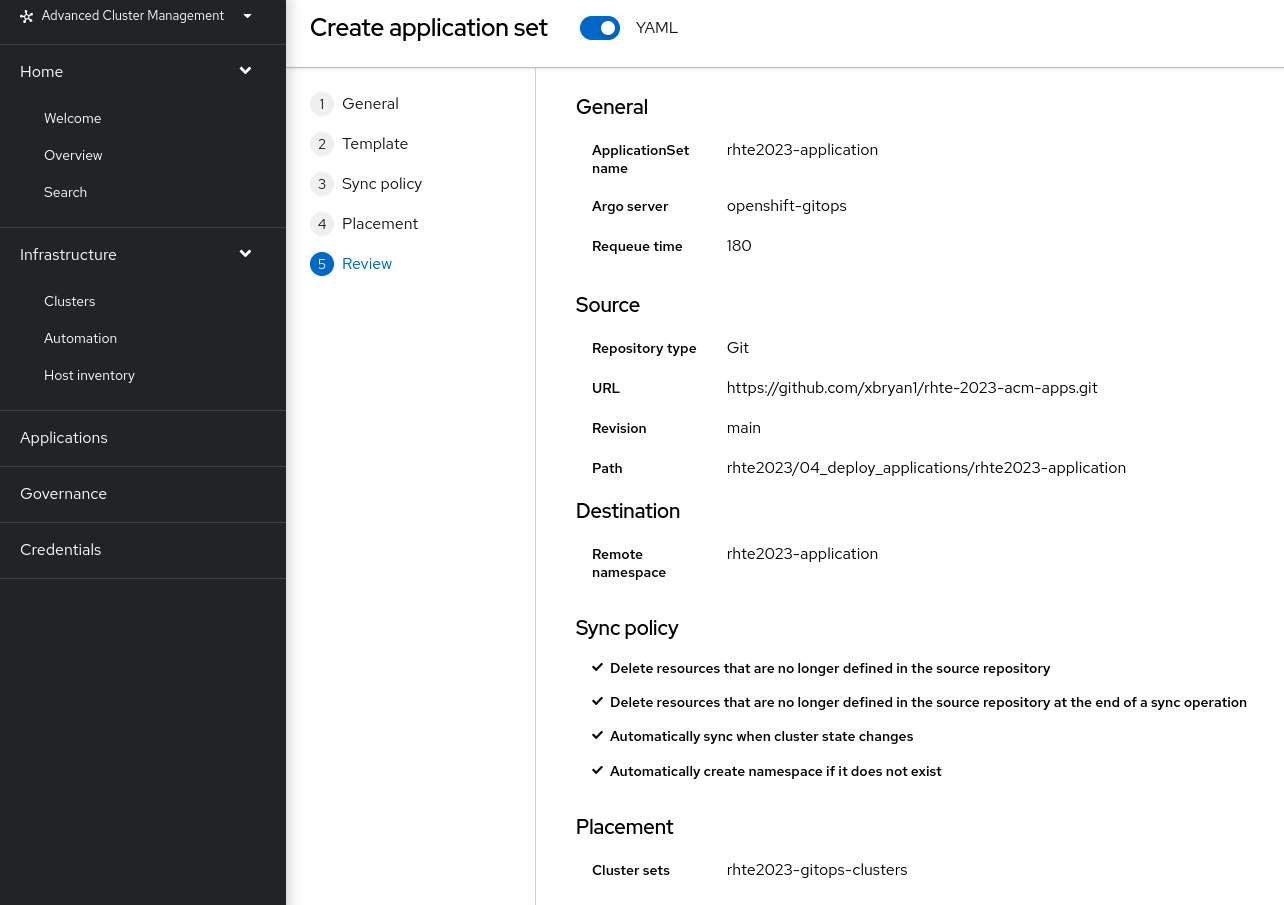 Advanced Cluster Management
Home
Welcome
Overview
Search
Infrastructure
Clusters
Automation
Host inventory
Applications
Governance
Credentials
Create application set
YAML
1 General
2 Template
3 Sync policy
4 Placement
5 Review
General
ApplicationSet
name
rhte2023-application
Argo server openshift-gitops
Requeue time 180
Source
Repository type Git
URL https://github.com/xbryan1/rhte-2023-acm-apps.git
Revision main
Path rhte2023/04_deploy_applications/rhte2023-application
Destination
Remote
namespace
rhte2023-application
Sync policy
Delete resources that are no longer defined in the source repository
Delete resources that are no longer defined in the source repository at the end of a sync operation
Automatically sync when cluster state changes
Automatically create namespace if it does not exist
Placement
Cluster sets rhte2023-gitops-clusters